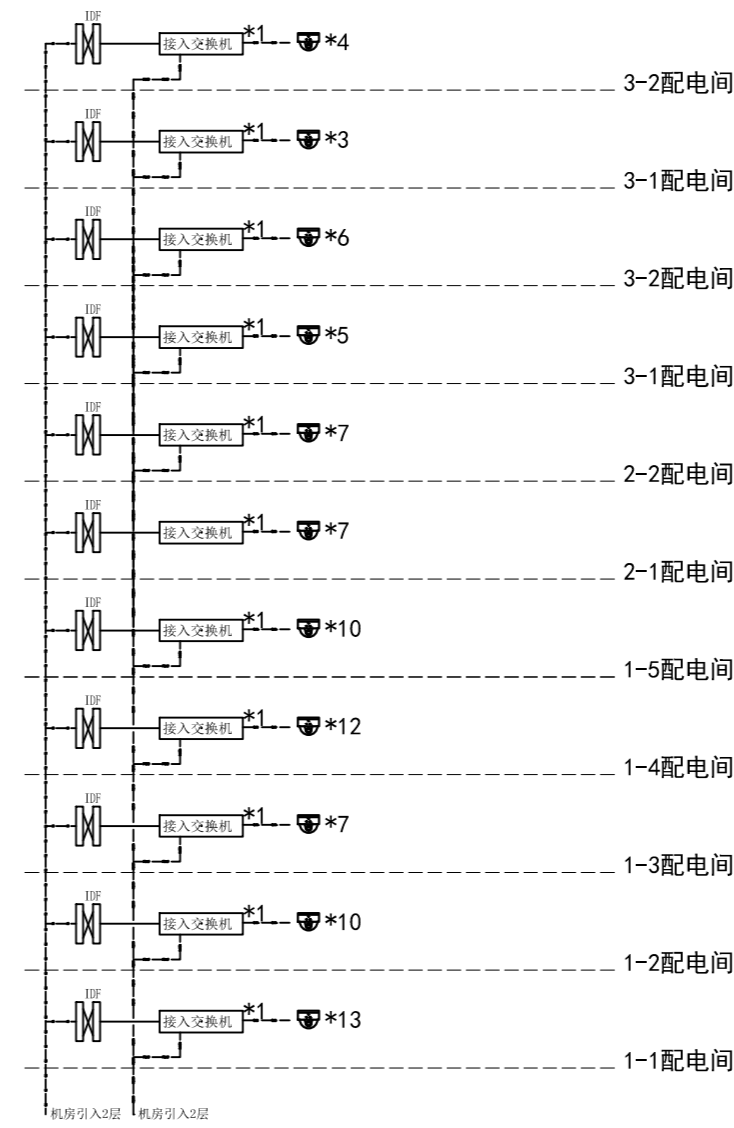 IDF
接入交换机 *1 *4
3-2配电间
IDF
接入交换机 *1 *3
3-1配电间
IDF
接入交换机 *1 *6
3-2配电间
IDF
接入交换机 *1 *5
3-1配电间
IDF
接入交换机 *1 *7
2-2配电间
IDF
接入交换机 *1 *7
2-1配电间
IDF
接入交换机 *1 *10
1-5配电间
IDF
接入交换机 *1 *12
1-4配电间
IDF
接入交换机 *1 *7
1-3配电间
IDF
接入交换机 *1 *10
1-2配电间
IDF
接入交换机 *1 *13
1-1配电间
机房引入2层 机房引入2层